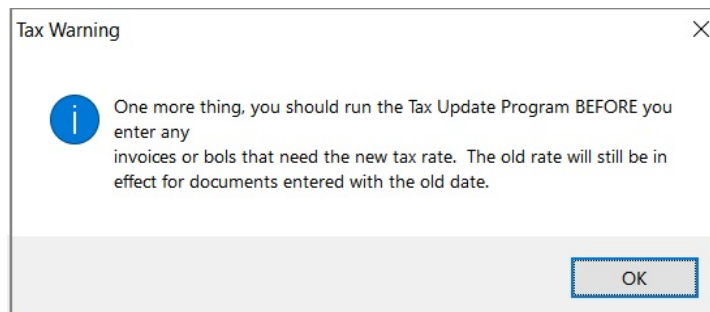 Tax Warning
One more thing, you should run the Tax Update Program BEFORE you
enter any
invoices or bols that need the new tax rate.  The old rate will still be in
effect for documents entered with the old date.
OK